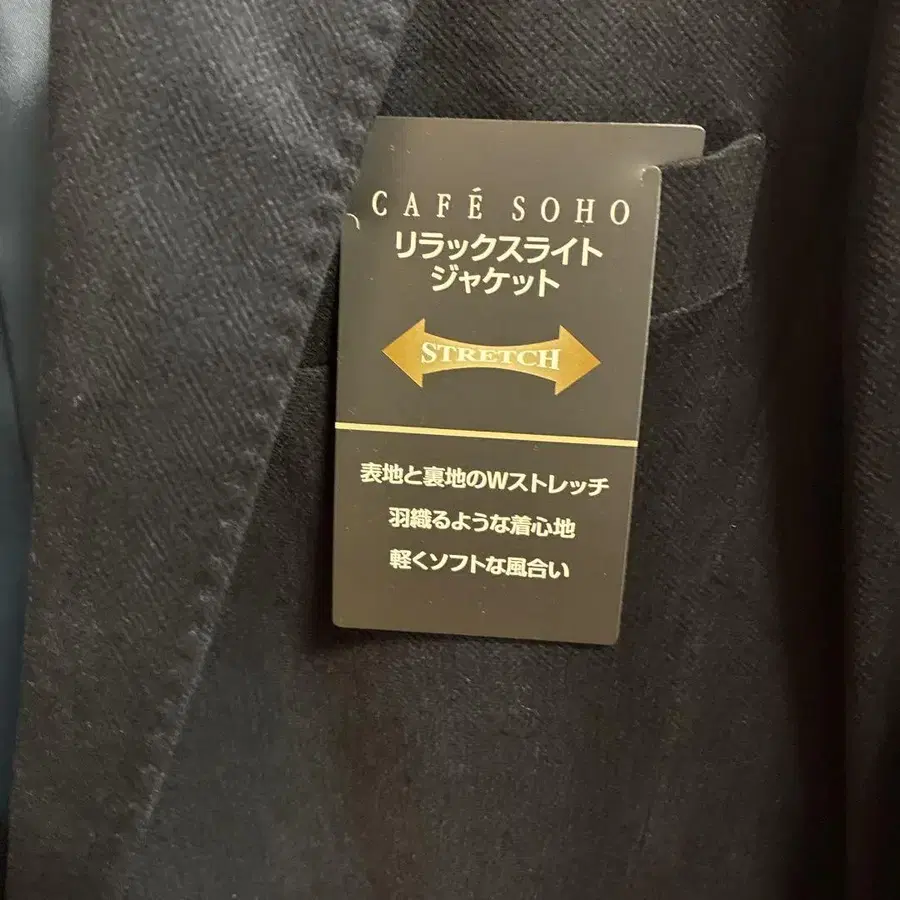 CAFÉ SOHO
リラックスライト
ジャケット
STRETCH
表地と裏地のWストレッチ
羽織るような着心地
軽くソフトな風合い